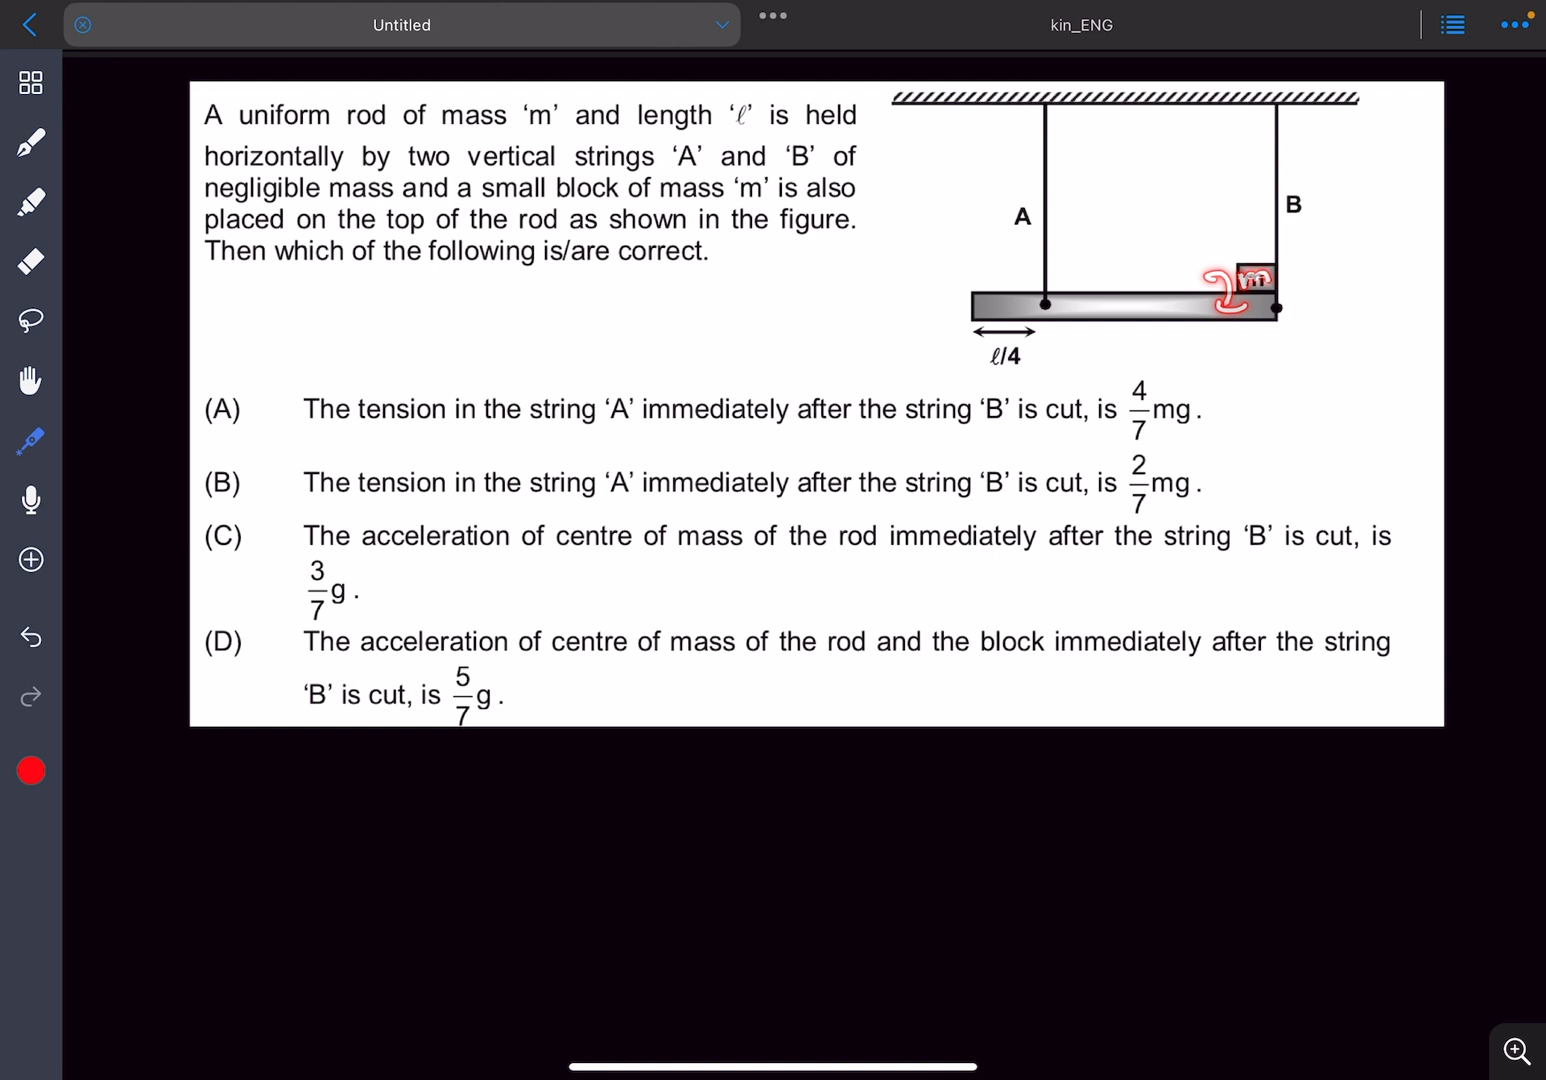 Untitled
kin_ENG
A uniform rod of mass ‘m’ and length ‘ℓ’ is held
horizontally by two vertical strings ‘A’ and ‘B’ of
negligible mass and a small block of mass ‘m’ is also
placed on the top of the rod as shown in the figure.
Then which of the following is/are correct.
A
B
2m
ℓ/4
(A) The tension in the string ‘A’ immediately after the string ‘B’ is cut, is 4/7 mg .
(B) The tension in the string ‘A’ immediately after the string ‘B’ is cut, is 2/7 mg .
(C) The acceleration of centre of mass of the rod immediately after the string ‘B’ is cut, is
3/7 g .
(D) The acceleration of centre of mass of the rod and the block immediately after the string
‘B’ is cut, is 5/7 g .